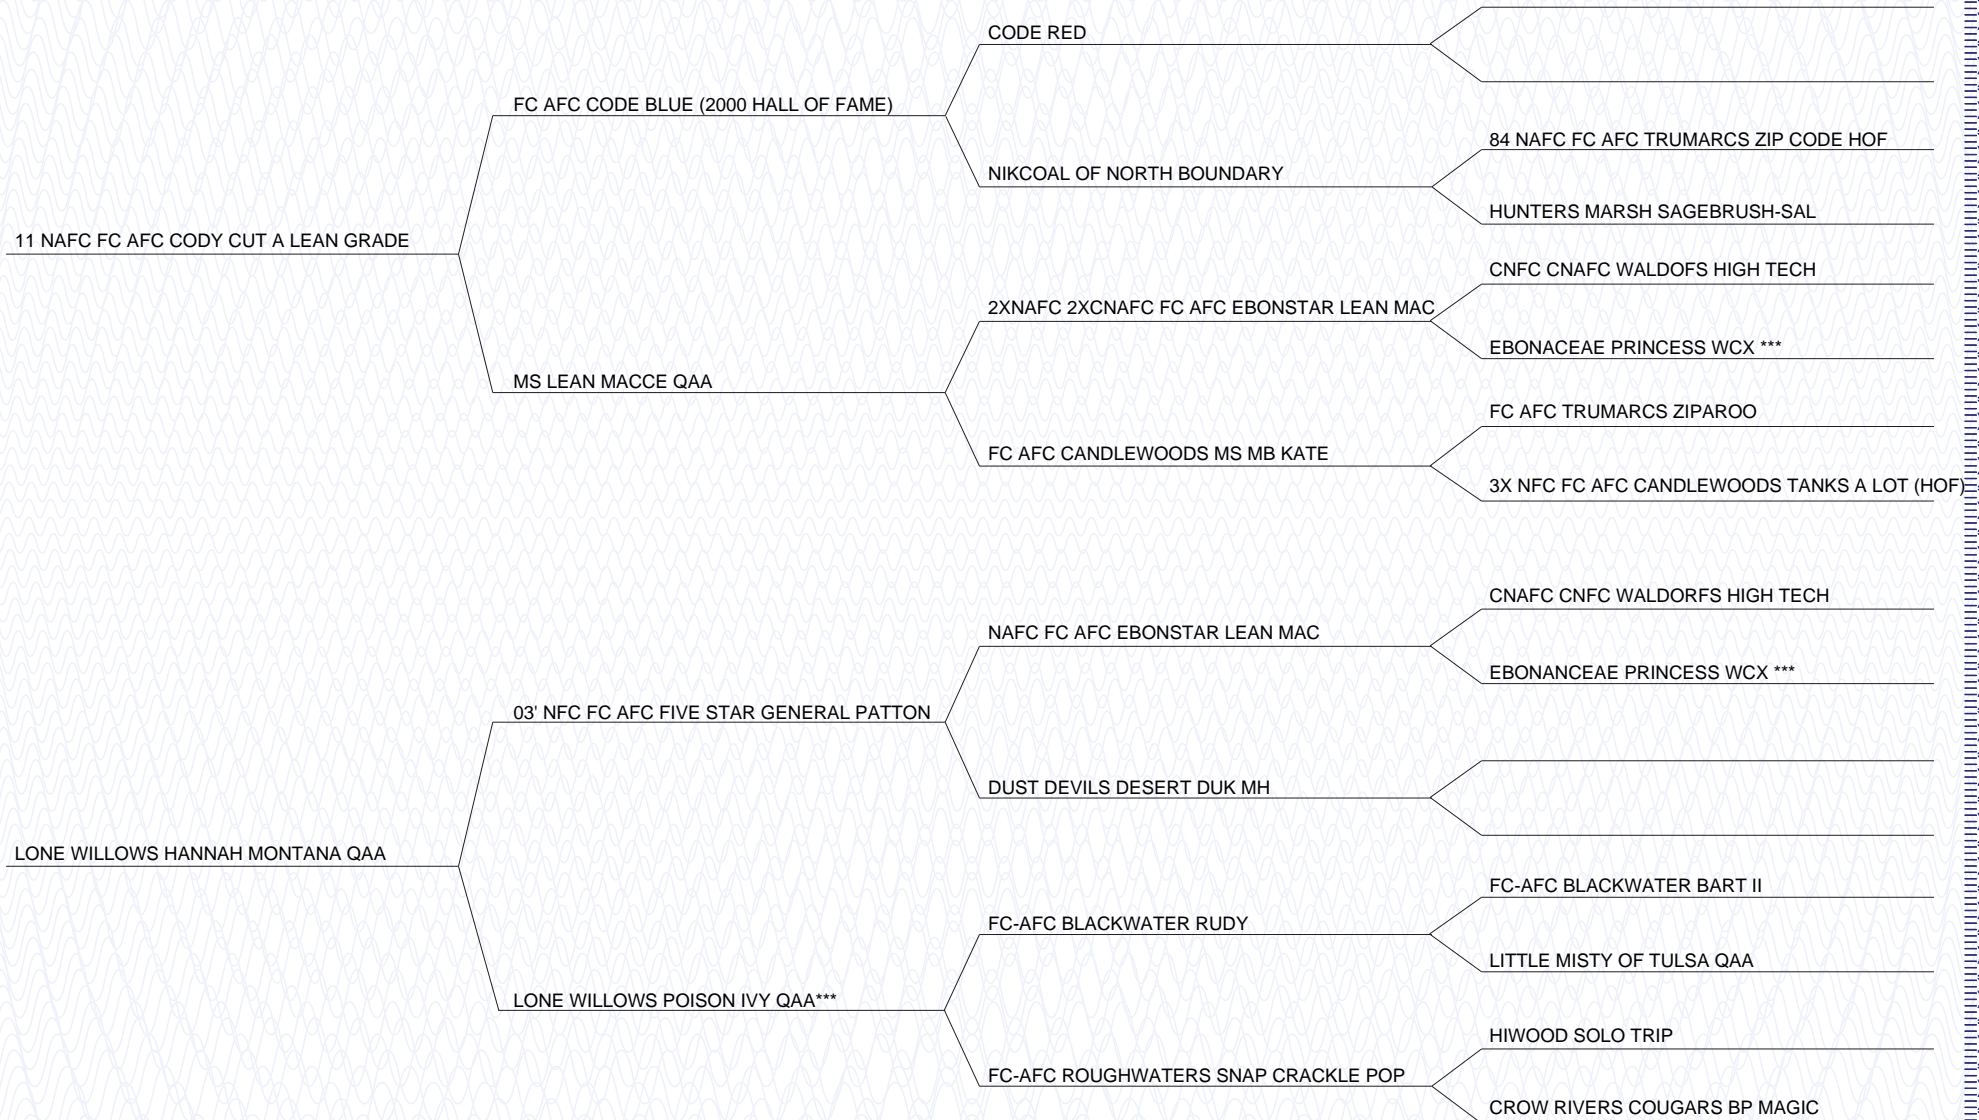 CODE RED
FC AFC CODE BLUE (2000 HALL OF FAME)
84 NAFC FC AFC TRUMARCS ZIP CODE HOF
NIKCOAL OF NORTH BOUNDARY
HUNTERS MARSH SAGEBRUSH-SAL
11 NAFC FC AFC CODY CUT A LEAN GRADE
CNFC CNAFC WALDOFS HIGH TECH
2XNAFC 2XCNAFC FC AFC EBONSTAR LEAN MAC
EBONACEAE PRINCESS WCX ***
MS LEAN MACCE QAA
FC AFC TRUMARCS ZIPAROO
FC AFC CANDLEWOODS MS MB KATE
3X NFC FC AFC CANDLEWOODS TANKS A LOT (HOF)
CNAFC CNFC WALDORFS HIGH TECH
NAFC FC AFC EBONSTAR LEAN MAC
EBONANCEAE PRINCESS WCX ***
03' NFC FC AFC FIVE STAR GENERAL PATTON
DUST DEVILS DESERT DUK MH
LONE WILLOWS HANNAH MONTANA QAA
FC-AFC BLACKWATER BART II
FC-AFC BLACKWATER RUDY
LITTLE MISTY OF TULSA QAA
LONE WILLOWS POISON IVY QAA***
HIWOOD SOLO TRIP
FC-AFC ROUGHWATERS SNAP CRACKLE POP
CROW RIVERS COUGARS BP MAGIC